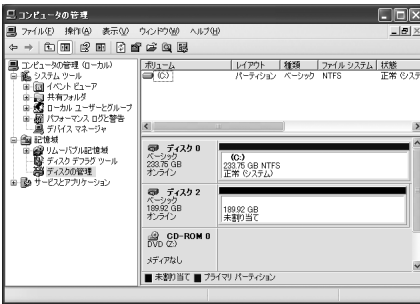 コンピュータの管理
ファイル(F) 操作(A) 表示(V) ウィンドウ(W) ヘルプ(H)
コンピュータの管理 (ローカル)
システム ツール
イベント ビューア
共有フォルダ
ローカル ユーザーとグループ
パフォーマンス ログと警告
デバイス マネージャ
記憶域
リムーバブル記憶域
ディスク デフラグ ツール
ディスクの管理
サービスとアプリケーション
ボリューム レイアウト 種類 ファイル システム 状態
(C:) パーティション ベーシック NTFS 正常 (システ
ディスク 0
ベーシック
233.75 GB
オンライン
(C:)
233.75 GB NTFS
正常 (システム)
ディスク 2
ベーシック
189.92 GB
オンライン
189.92 GB
未割り当て
CD-ROM 0
DVD (Z:)
メディアなし
未割り当て プライマリ パーティション